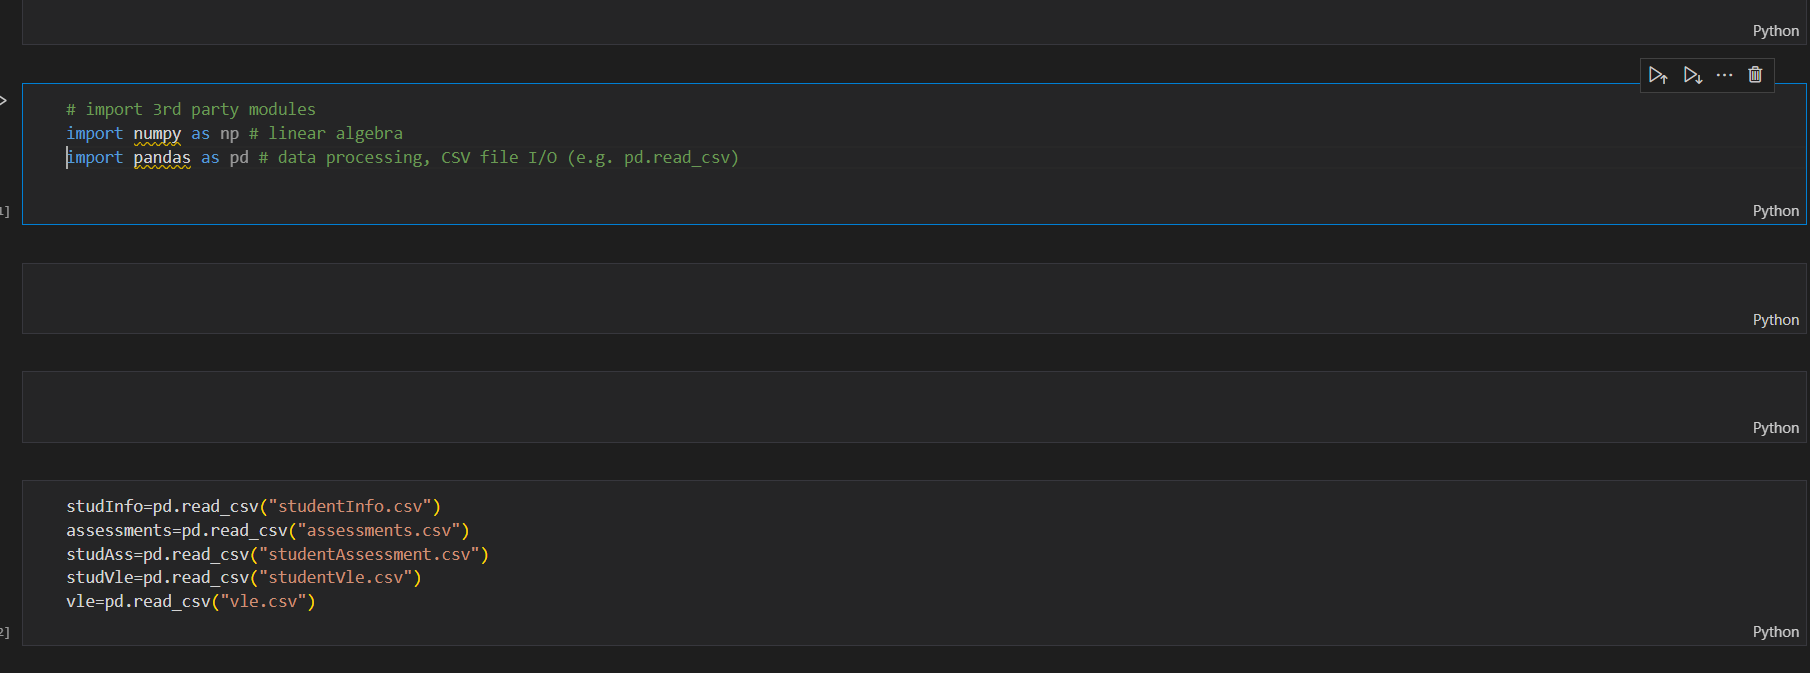 Python
# import 3rd party modules
import numpy as np # linear algebra
import pandas as pd # data processing, CSV file I/O (e.g. pd.read_csv)
Python
Python
Python
studInfo=pd.read_csv("studentInfo.csv")
assessments=pd.read_csv("assessments.csv")
studAss=pd.read_csv("studentAssessment.csv")
studVle=pd.read_csv("studentVle.csv")
vle=pd.read_csv("vle.csv")
Python